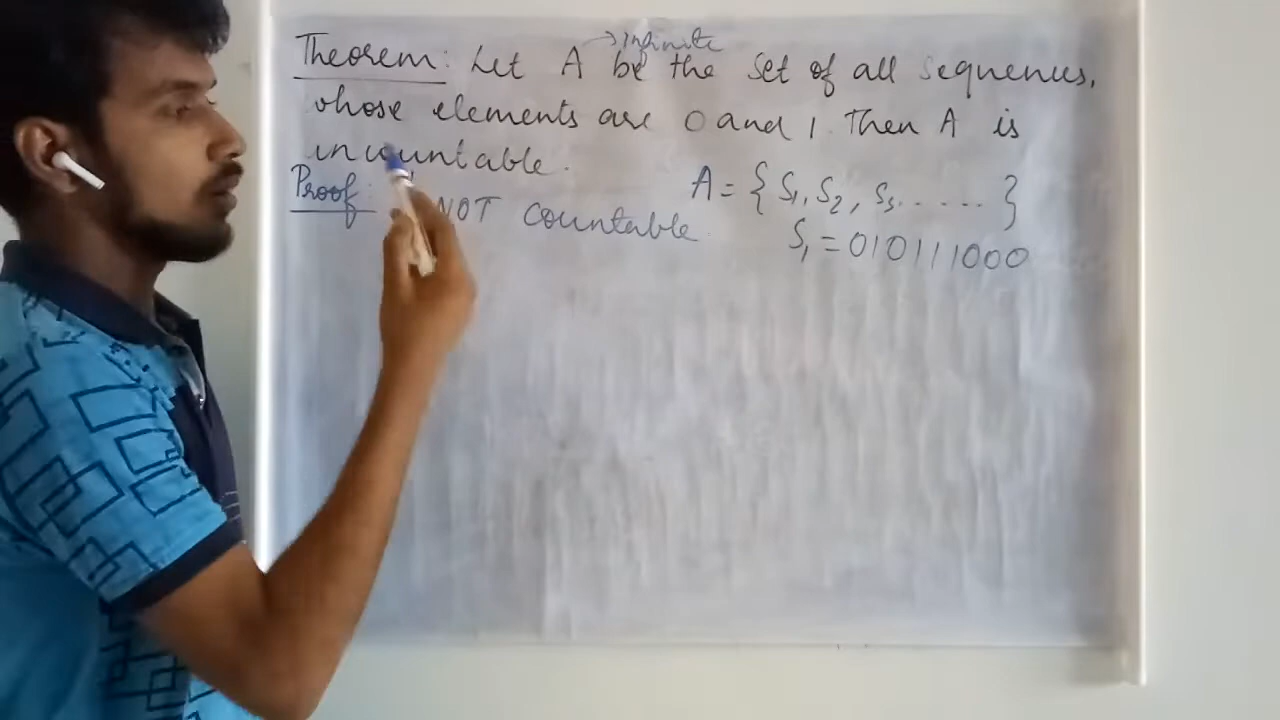 → Infinite
Theorem: Let A be the set of all sequences,
whose elements are 0 and 1. Then A is
uncountable.
Proof: NOT Countable.
A = { S₁, S₂, S₃ . . . . . }
S₁ = 010111000